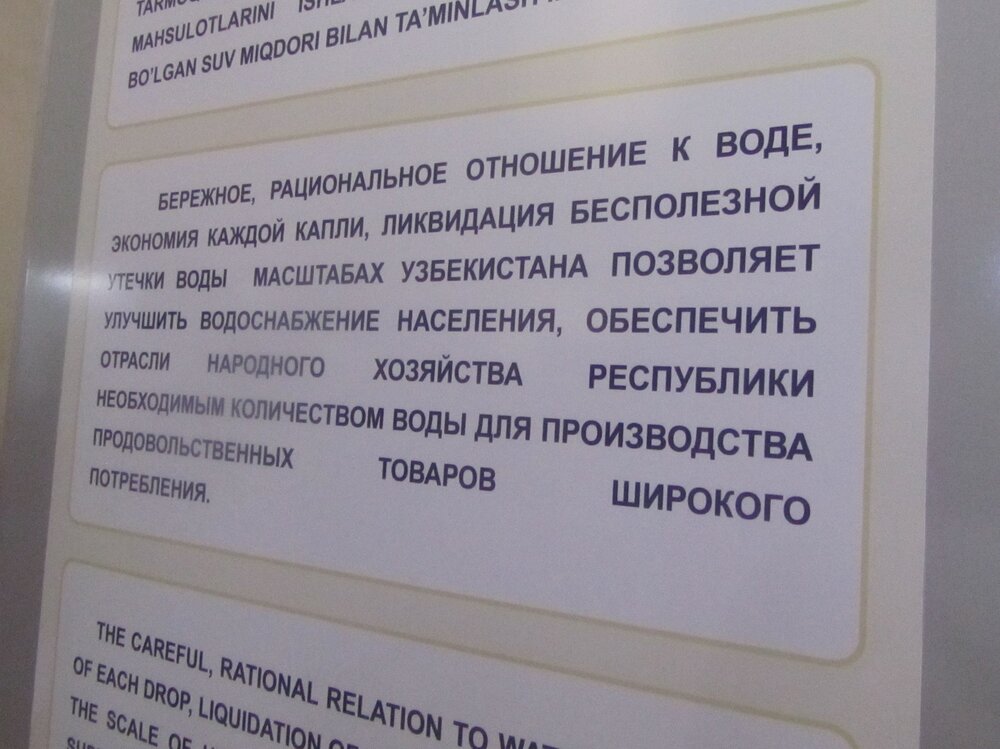 MAHSULOTLARINI
BO'LGAN SUV MIQDORI BILAN TA'MINLASH
БЕРЕЖНОЕ, РАЦИОНАЛЬНОЕ ОТНОШЕНИЕ К ВОДЕ,
ЭКОНОМИЯ КАЖДОЙ КАПЛИ, ЛИКВИДАЦИЯ БЕСПОЛЕЗНОЙ
УТЕЧКИ ВОДЫ МАСШТАБАХ УЗБЕКИСТАНА ПОЗВОЛЯЕТ
УЛУЧШИТЬ ВОДОСНАБЖЕНИЕ НАСЕЛЕНИЯ, ОБЕСПЕЧИТЬ
ОТРАСЛИ НАРОДНОГО ХОЗЯЙСТВА РЕСПУБЛИКИ
НЕОБХОДИМЫМ КОЛИЧЕСТВОМ ВОДЫ ДЛЯ ПРОИЗВОДСТВА
ПРОДОВОЛЬСТВЕННЫХ ТОВАРОВ ШИРОКОГО
ПОТРЕБЛЕНИЯ.
THE CAREFUL, RATIONAL RELATION TO
OF EACH DROP, LIQUIDATION
THE SCALE OF